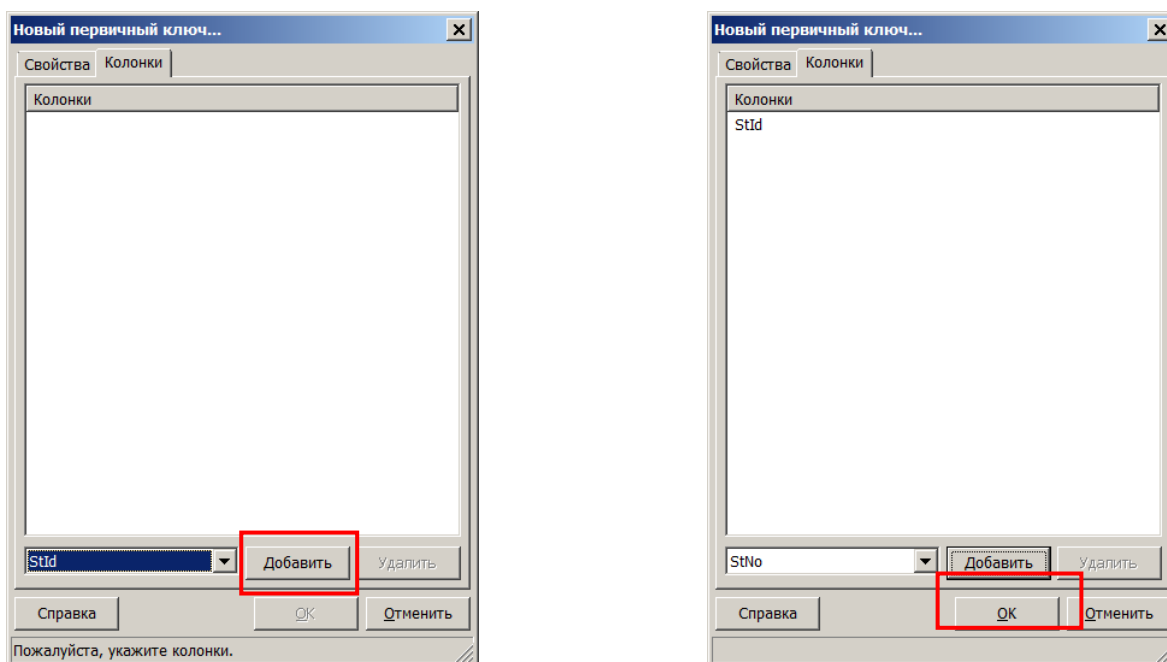 Новый первичный ключ...
Свойства Колонки
Колонки
StId Добавить Удалить
Справка OK Отменить
Пожалуйста, укажите колонки.
Новый первичный ключ...
Свойства Колонки
Колонки
StId
StNo Добавить Удалить
Справка OK Отменить